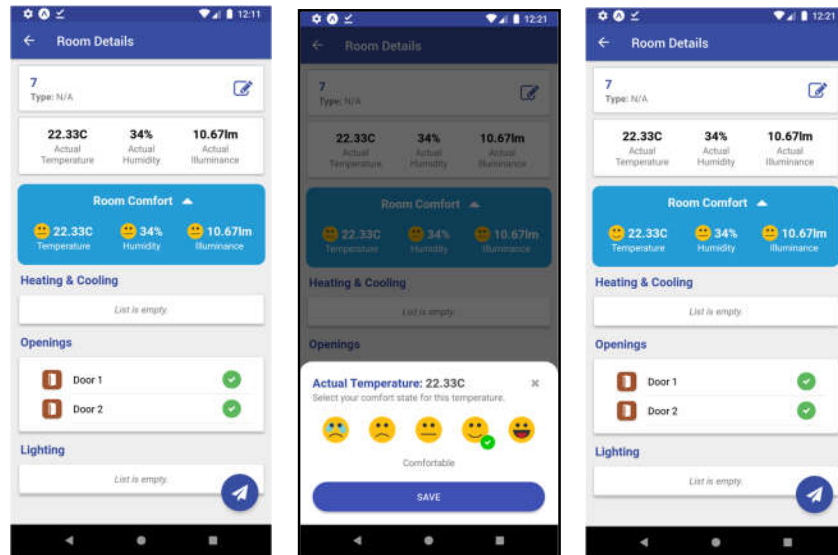 12:11
Room Details
7
Type: N/A
22.33C 34% 10.67lm
Actual Temperature Actual Humidity Actual Illuminance
Room Comfort
22.33C 34% 10.67lm
Temperature Humidity Illuminance
Heating & Cooling
List is empty.
Openings
Door 1
Door 2
Lighting
List is empty.
12:21
Room Details
7
Type: N/A
22.33C 34% 10.67lm
Actual Temperature Actual Humidity Actual Illuminance
Room Comfort
22.33C 34% 10.67lm
Temperature Humidity Illuminance
Heating & Cooling
List is empty.
Openings
Actual Temperature: 22.33C
Select your comfort state for this temperature.
Comfortable
SAVE
12:21
Room Details
7
Type: N/A
22.33C 34% 10.67lm
Actual Temperature Actual Humidity Actual Illuminance
Room Comfort
22.33C 34% 10.67lm
Temperature Humidity Illuminance
Heating & Cooling
List is empty.
Openings
Door 1
Door 2
Lighting
List is empty.